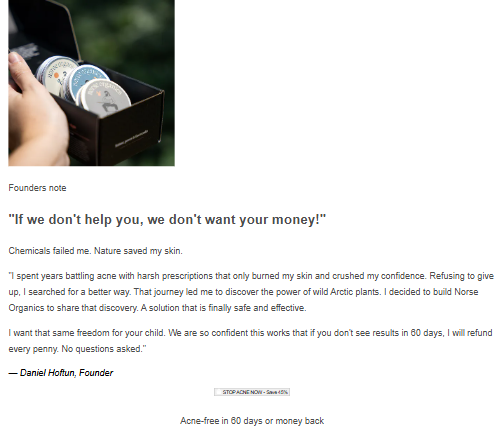 Founders note
"If we don't help you, we don't want your money!"
Chemicals failed me. Nature saved my skin.
"I spent years battling acne with harsh prescriptions that only burned my skin and crushed my confidence. Refusing to give
up, I searched for a better way. That journey led me to discover the power of wild Arctic plants. I decided to build Norse
Organics to share that discovery. A solution that is finally safe and effective.
I want that same freedom for your child. We are so confident this works that if you don't see results in 60 days, I will refund
every penny. No questions asked."
— Daniel Hoftun, Founder
STOP ACNE NOW - Save 45%
Acne-free in 60 days or money back